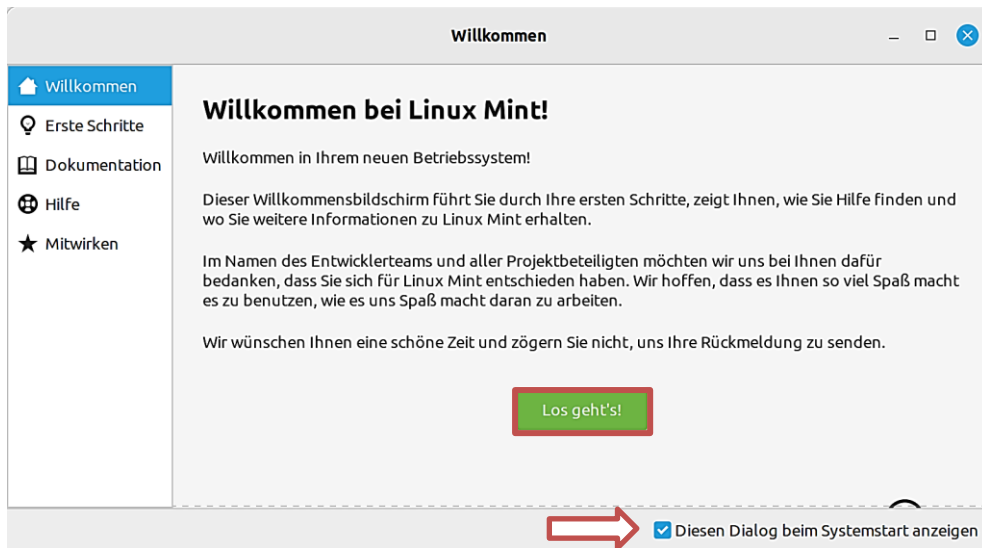 Willkommen
Willkommen
Erste Schritte
Dokumentation
Hilfe
Mitwirken
Willkommen bei Linux Mint!
Willkommen in Ihrem neuen Betriebssystem!
Dieser Willkommensbildschirm führt Sie durch Ihre ersten Schritte, zeigt Ihnen, wie Sie Hilfe finden und
wo Sie weitere Informationen zu Linux Mint erhalten.
Im Namen des Entwicklerteams und aller Projektbeteiligten möchten wir uns bei Ihnen dafür
bedanken, dass Sie sich für Linux Mint entschieden haben. Wir hoffen, dass es Ihnen so viel Spaß macht
es zu benutzen, wie es uns Spaß macht daran zu arbeiten.
Wir wünschen Ihnen eine schöne Zeit und zögern Sie nicht, uns Ihre Rückmeldung zu senden.
Los geht's!
Diesen Dialog beim Systemstart anzeigen